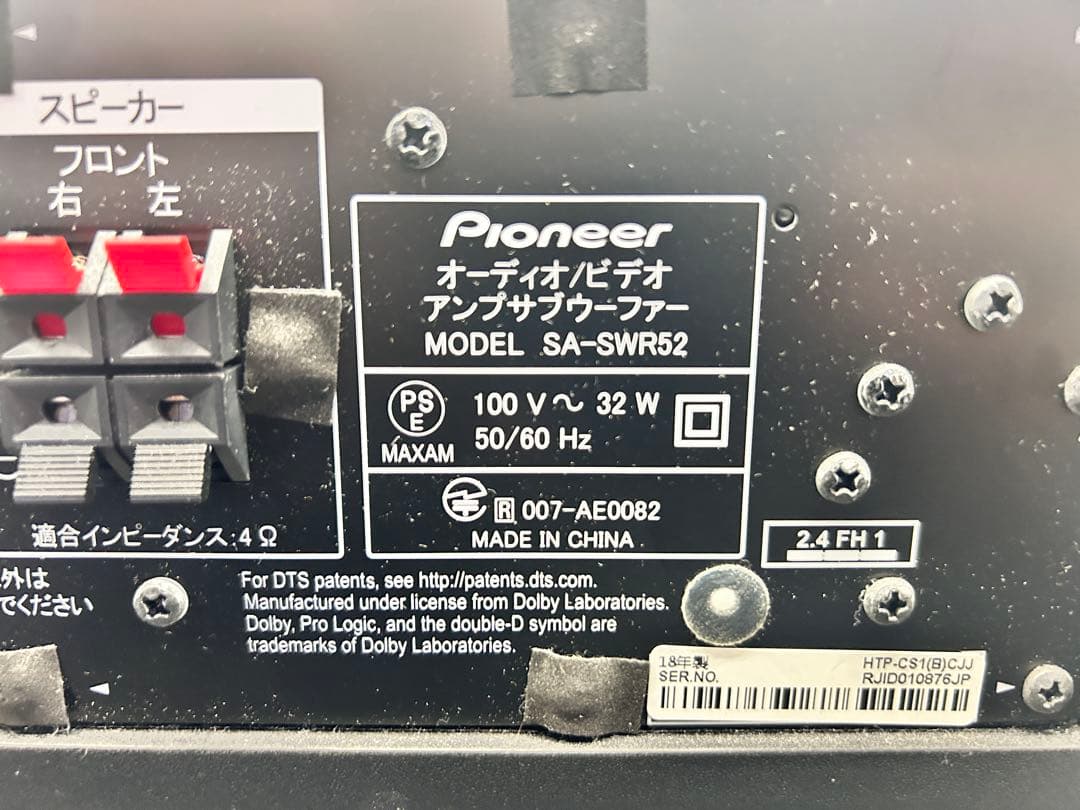 スピーカー
フロント
右 左
適合インピーダンス:4Ω
外は
でください
Pioneer
オーディオ/ビデオ
アンプサブウーファー
MODEL SA-SWR52
PS
E
MAXAM
100 V～ 32 W
50/60 Hz
R 007-AE0082
MADE IN CHINA
2.4 FH 1
For DTS patents, see http://patents.dts.com.
Manufactured under license from Dolby Laboratories.
Dolby, Pro Logic, and the double-D symbol are
trademarks of Dolby Laboratories.
18年製 HTP-CS1(B)CJJ
SER.NO. RJID010876JP